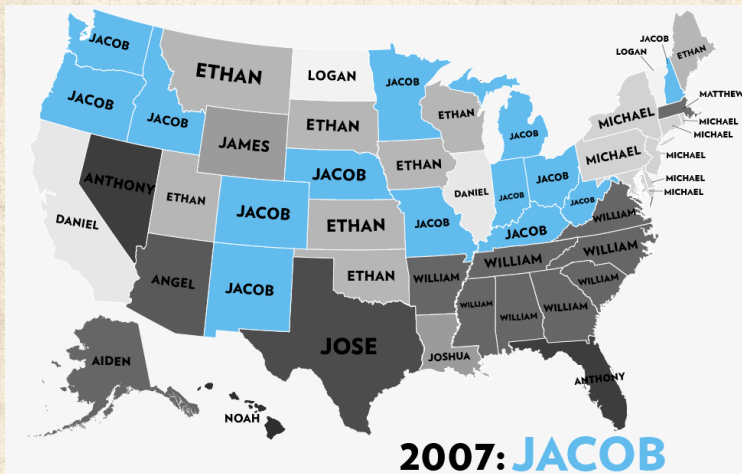 JACOB
LOGAN
ETHAN
JACOB
ETHAN
LOGAN
JACOB
MATTHEW
JACOB
ETHAN
ETHAN
JACOB
MICHAEL
MICHAEL
JACOB
JAMES
MICHAEL
MICHAEL
MICHAEL
ETHAN
JACOB
JACOB
MICHAEL
ANTHONY
DANIEL
JACOB
MICHAEL
ETHAN
JACOB
DANIEL
JACOB
ETHAN
JACOB
JACOB
WILLIAM
WILLIAM
WILLIAM
ANGEL
JACOB
ETHAN
WILLIAM
WILLIAM
WILLIAM
WILLIAM
WILLIAM
JOSE
JOSHUA
AIDEN
ANTHONY
NOAH
2007: JACOB